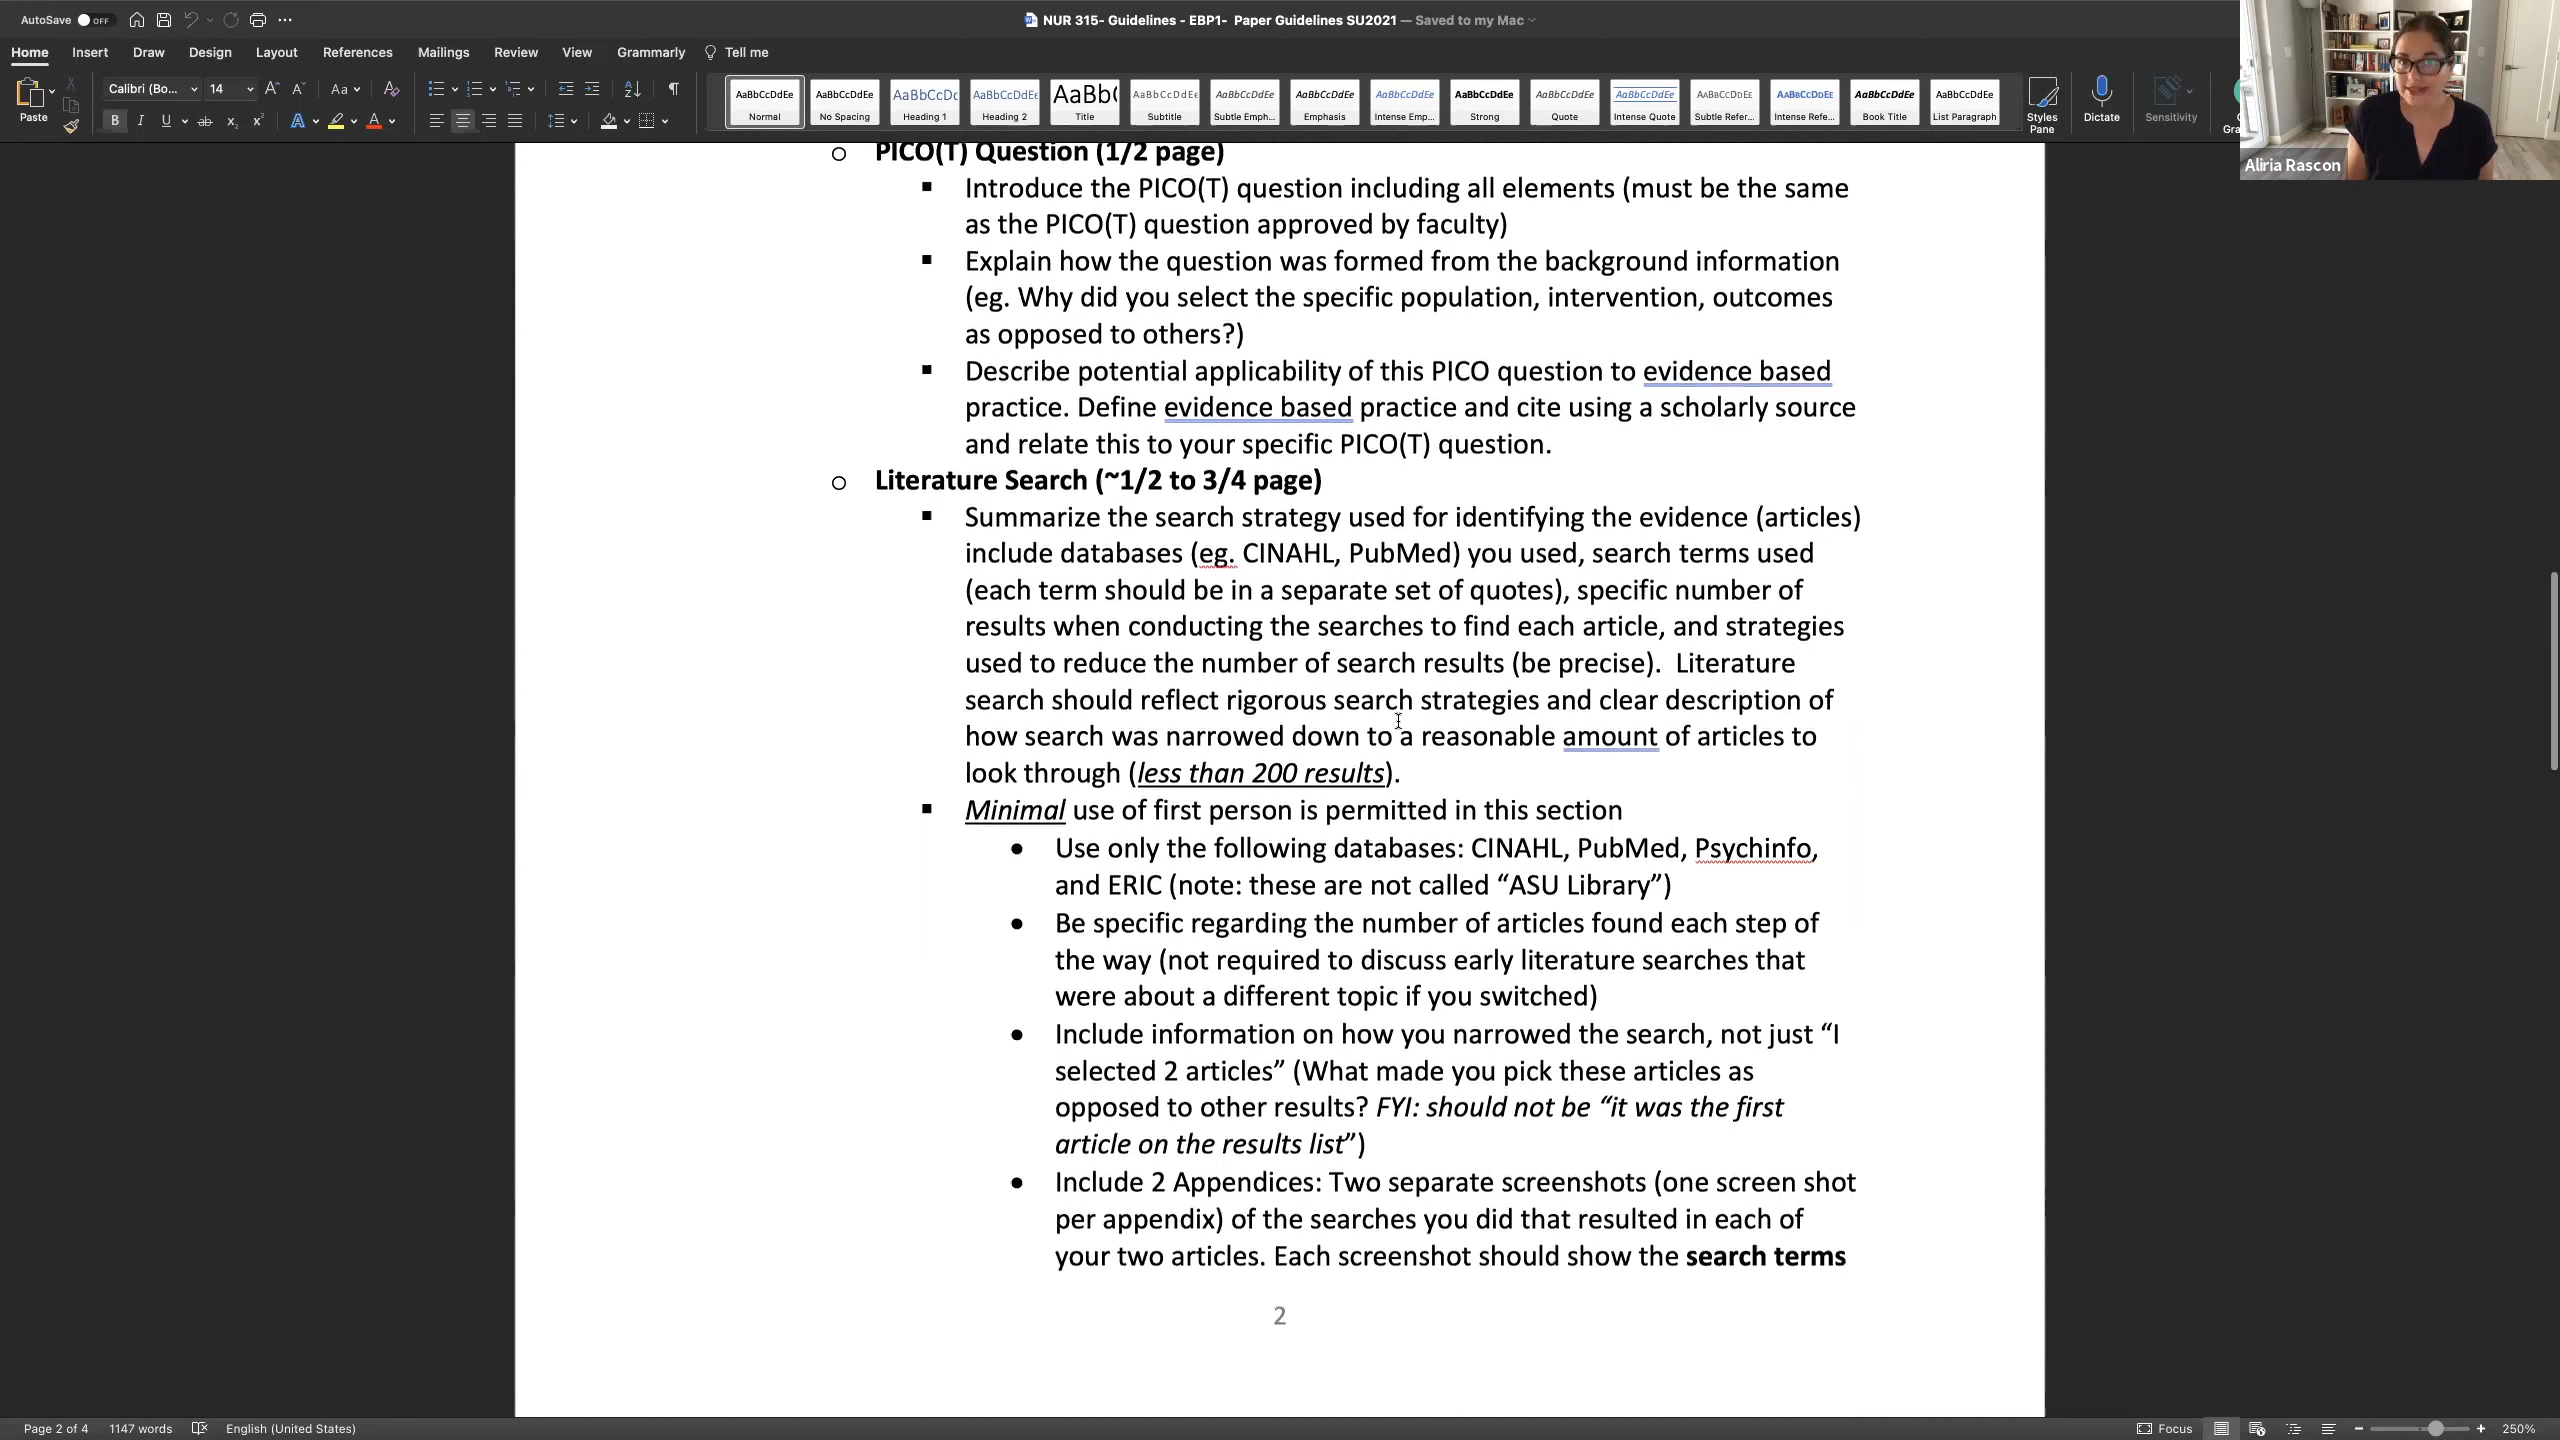 AutoSave OFF
NUR 315- Guidelines - EBP1- Paper Guidelines SU2021 — Saved to my Mac
Home Insert Draw Design Layout References Mailings Review View Grammarly Tell me
Paste
Calibri (Bo... 14
AaBbCcDdEe AaBbCcDdEe AaBbCcDc AaBbCcDdE AaBb( AaBbCcDdEe AaBbCcDdEe AaBbCcDdEe AaBbCcDdEe AaBbCcDdEe AaBbCcDdEe AaBbCcDdEe AaBbCcDdEe AaBbCcDdEe AaBbCcDdEe AaBbCcDdEe
Normal No Spacing Heading 1 Heading 2 Title Subtitle Subtle Emph... Emphasis Intense Emp... Strong Quote Intense Quote Subtle Refer... Intense Refe... Book Title List Paragraph
Styles Pane
Dictate
Sensitivity
Aliria Rascon
o PICO(T) Question (1/2 page)
▪ Introduce the PICO(T) question including all elements (must be the same
as the PICO(T) question approved by faculty)
▪ Explain how the question was formed from the background information
(eg. Why did you select the specific population, intervention, outcomes
as opposed to others?)
▪ Describe potential applicability of this PICO question to evidence based
practice. Define evidence based practice and cite using a scholarly source
and relate this to your specific PICO(T) question.
o Literature Search (~1/2 to 3/4 page)
▪ Summarize the search strategy used for identifying the evidence (articles)
include databases (eg. CINAHL, PubMed) you used, search terms used
(each term should be in a separate set of quotes), specific number of
results when conducting the searches to find each article, and strategies
used to reduce the number of search results (be precise). Literature
search should reflect rigorous search strategies and clear description of
how search was narrowed down to a reasonable amount of articles to
look through (less than 200 results).
▪ Minimal use of first person is permitted in this section
• Use only the following databases: CINAHL, PubMed, Psychinfo,
and ERIC (note: these are not called “ASU Library”)
• Be specific regarding the number of articles found each step of
the way (not required to discuss early literature searches that
were about a different topic if you switched)
• Include information on how you narrowed the search, not just “I
selected 2 articles” (What made you pick these articles as
opposed to other results? FYI: should not be “it was the first
article on the results list”)
• Include 2 Appendices: Two separate screenshots (one screen shot
per appendix) of the searches you did that resulted in each of
your two articles. Each screenshot should show the search terms
2
Page 2 of 4 1147 words English (United States) Focus 250%